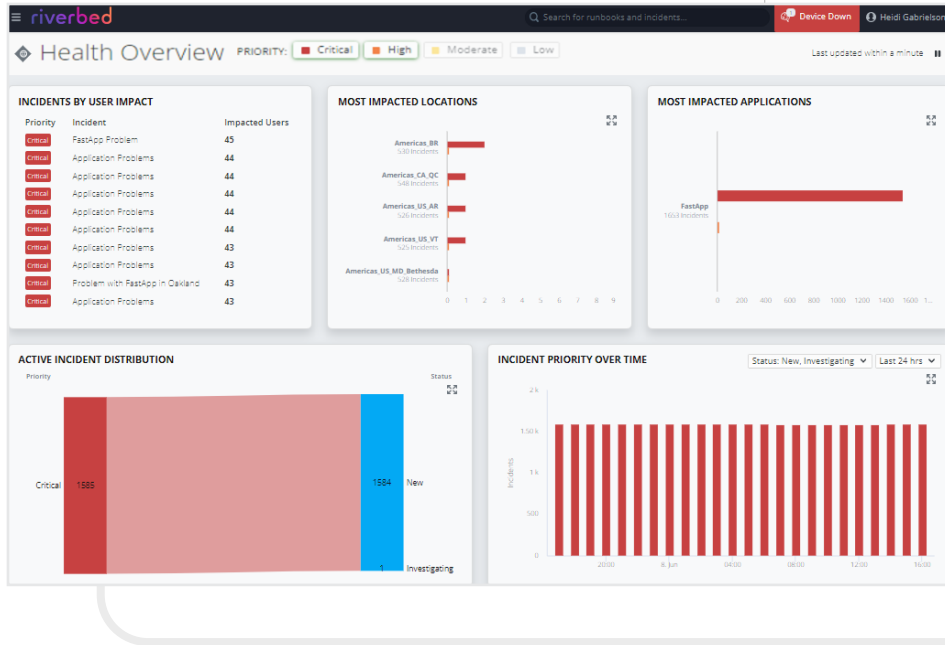 riverbed
Search for runbooks and incidents...
Device Down
Heidi Gabrielson
Health Overview
PRIORITY:
Critical
High
Moderate
Low
Last updated within a minute
INCIDENTS BY USER IMPACT
Priority Incident Impacted Users
Critical FastApp Problem 45
Critical Application Problems 44
Critical Application Problems 44
Critical Application Problems 44
Critical Application Problems 44
Critical Application Problems 44
Critical Application Problems 43
Critical Application Problems 43
Critical Problem with FastApp in Oakland 43
Critical Application Problems 43
MOST IMPACTED LOCATIONS
Americas_BR
530 Incidents
Americas_CA_QC
548 Incidents
Americas_US_AR
526 Incidents
Americas_US_VT
525 Incidents
Americas_US_MD_Bethesda
528 Incidents
0 1 2 3 4 5 6 7 8 9
MOST IMPACTED APPLICATIONS
FastApp
1653 Incidents
0 200 400 600 800 1000 1200 1400 1600 1...
ACTIVE INCIDENT DISTRIBUTION
Priority Status
Critical 1585
1584 New
1 Investigating
INCIDENT PRIORITY OVER TIME
Status: New, Investigating
Last 24 hrs
Incidents
2 k
1.50 k
1 k
500
0
20:00 8. Jun 04:00 08:00 12:00 16:00